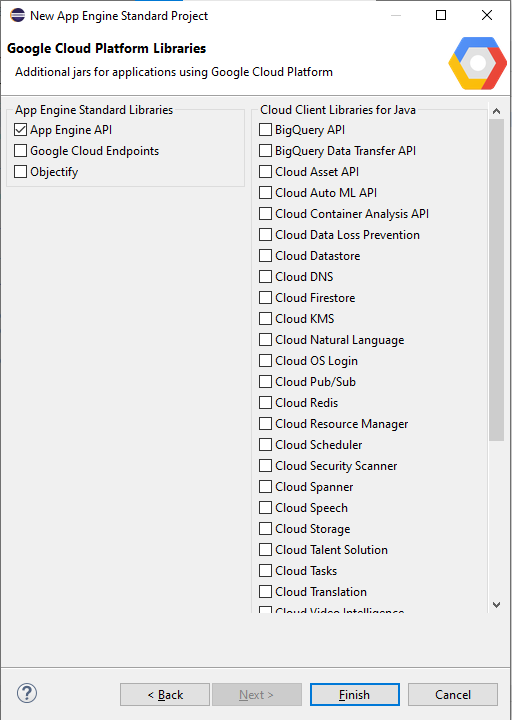 New App Engine Standard Project
Google Cloud Platform Libraries
Additional jars for applications using Google Cloud Platform
App Engine Standard Libraries
App Engine API
Google Cloud Endpoints
Objectify
Cloud Client Libraries for Java
BigQuery API
BigQuery Data Transfer API
Cloud Asset API
Cloud Auto ML API
Cloud Container Analysis API
Cloud Data Loss Prevention
Cloud Datastore
Cloud DNS
Cloud Firestore
Cloud KMS
Cloud Natural Language
Cloud OS Login
Cloud Pub/Sub
Cloud Redis
Cloud Resource Manager
Cloud Scheduler
Cloud Security Scanner
Cloud Spanner
Cloud Speech
Cloud Storage
Cloud Talent Solution
Cloud Tasks
Cloud Translation
Cloud Video Intelligence
?
< Back
Next >
Finish
Cancel